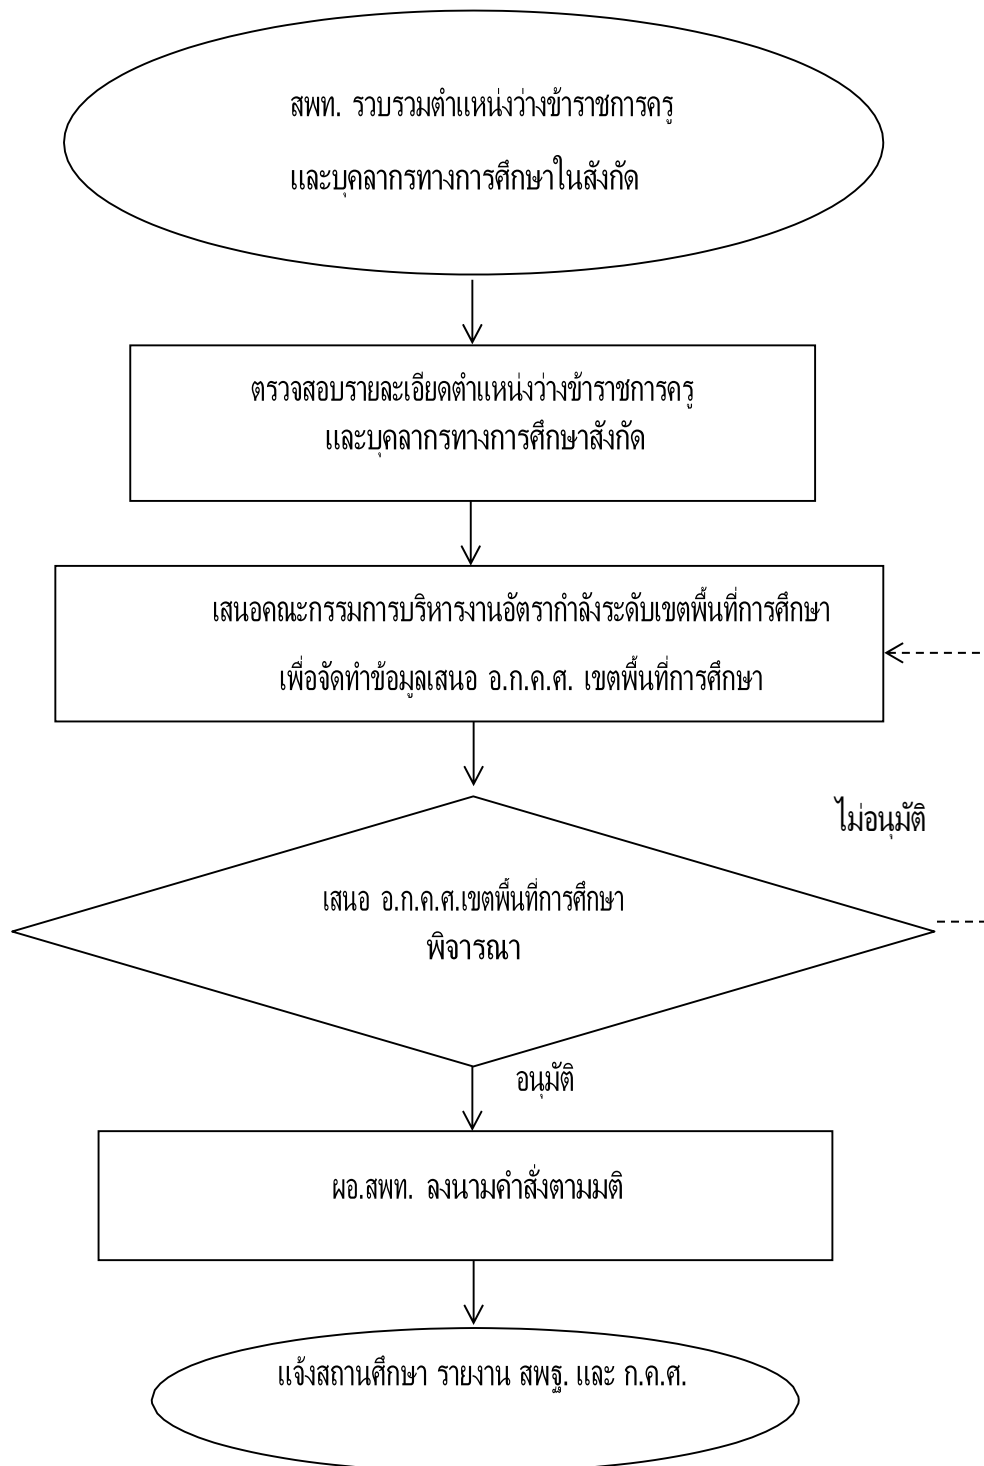 สพท. รวบรวมตำแหน่งว่างข้าราชการครู
และบุคลากรทางการศึกษาในสังกัด
ตรวจสอบรายละเอียดตำแหน่งว่างข้าราชการครู
และบุคลากรทางการศึกษาสังกัด
เสนอคณะกรรมการบริหารงานอัตรากำลังระดับเขตพื้นที่การศึกษา
เพื่อจัดทำข้อมูลเสนอ อ.ก.ค.ศ. เขตพื้นที่การศึกษา
ไม่อนุมัติ
เสนอ อ.ก.ค.ศ.เขตพื้นที่การศึกษา
พิจารณา
อนุมัติ
ผอ.สพท. ลงนามคำสั่งตามมติ
แจ้งสถานศึกษา รายงาน สพฐ. และ ก.ค.ศ.